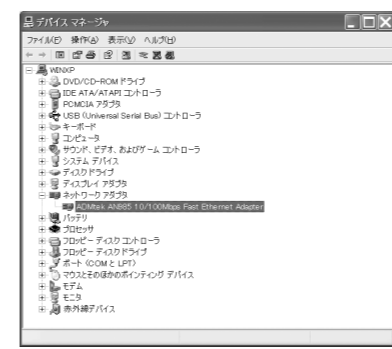 デバイス マネージャ
ファイル(F) 操作(A) 表示(V) ヘルプ(H)
WINXP
DVD/CD-ROM ドライブ
IDE ATA/ATAPI コントローラ
PCMCIA アダプタ
USB (Universal Serial Bus) コントローラ
キーボード
コンピュータ
サウンド、ビデオ、およびゲーム コントローラ
システム デバイス
ディスク ドライブ
ディスプレイ アダプタ
ネットワーク アダプタ
ADMtek AN985 10/100Mbps Fast Ethernet Adapter
バッテリ
プロセッサ
フロッピー ディスク コントローラ
フロッピー ディスク ドライブ
ポート (COM と LPT)
マウスとそのほかのポインティング デバイス
モデム
モニタ
赤外線デバイス